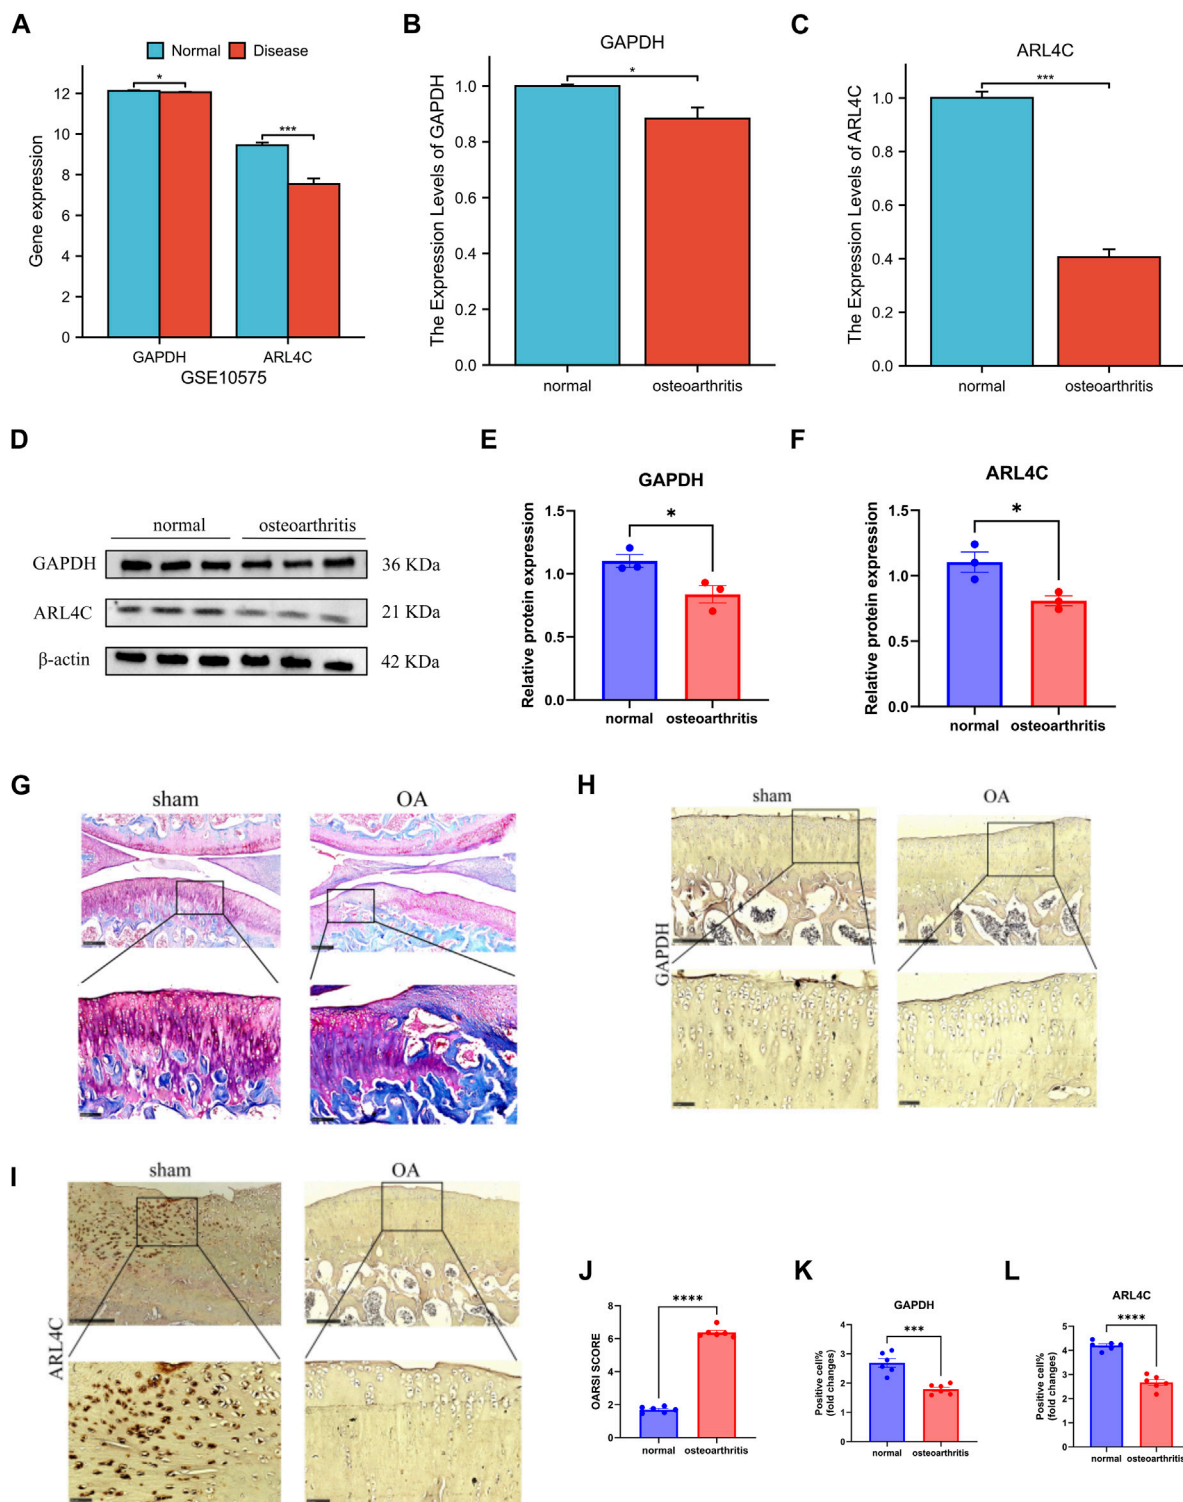 A
Normal Disease
Gene expression
12
10
8
6
4
2
0
*
***
GAPDH ARL4C
GSE10575
B
GAPDH
The Expression Levels of GAPDH
1.0
0.8
0.6
0.4
0.2
0.0
*
normal osteoarthritis
C
ARL4C
The Expression Levels of ARL4C
1.0
0.8
0.6
0.4
0.2
0.0
***
normal osteoarthritis
D
normal osteoarthritis
GAPDH 36 KDa
ARL4C 21 KDa
β-actin 42 KDa
E
GAPDH
Relative protein expression
1.5
1.0
0.5
0.0
*
normal osteoarthritis
F
ARL4C
Relative protein expression
1.5
1.0
0.5
0.0
*
normal osteoarthritis
G
sham OA
H
sham OA
GAPDH
I
sham OA
ARL4C
J
OARSI SCORE
8
6
4
2
0
****
normal osteoarthritis
K
GAPDH
Positive cell%
(fold changes)
4
3
2
1
0
***
normal osteoarthritis
L
ARL4C
Positive cell%
(fold changes)
5
4
3
2
1
0
****
normal osteoarthritis